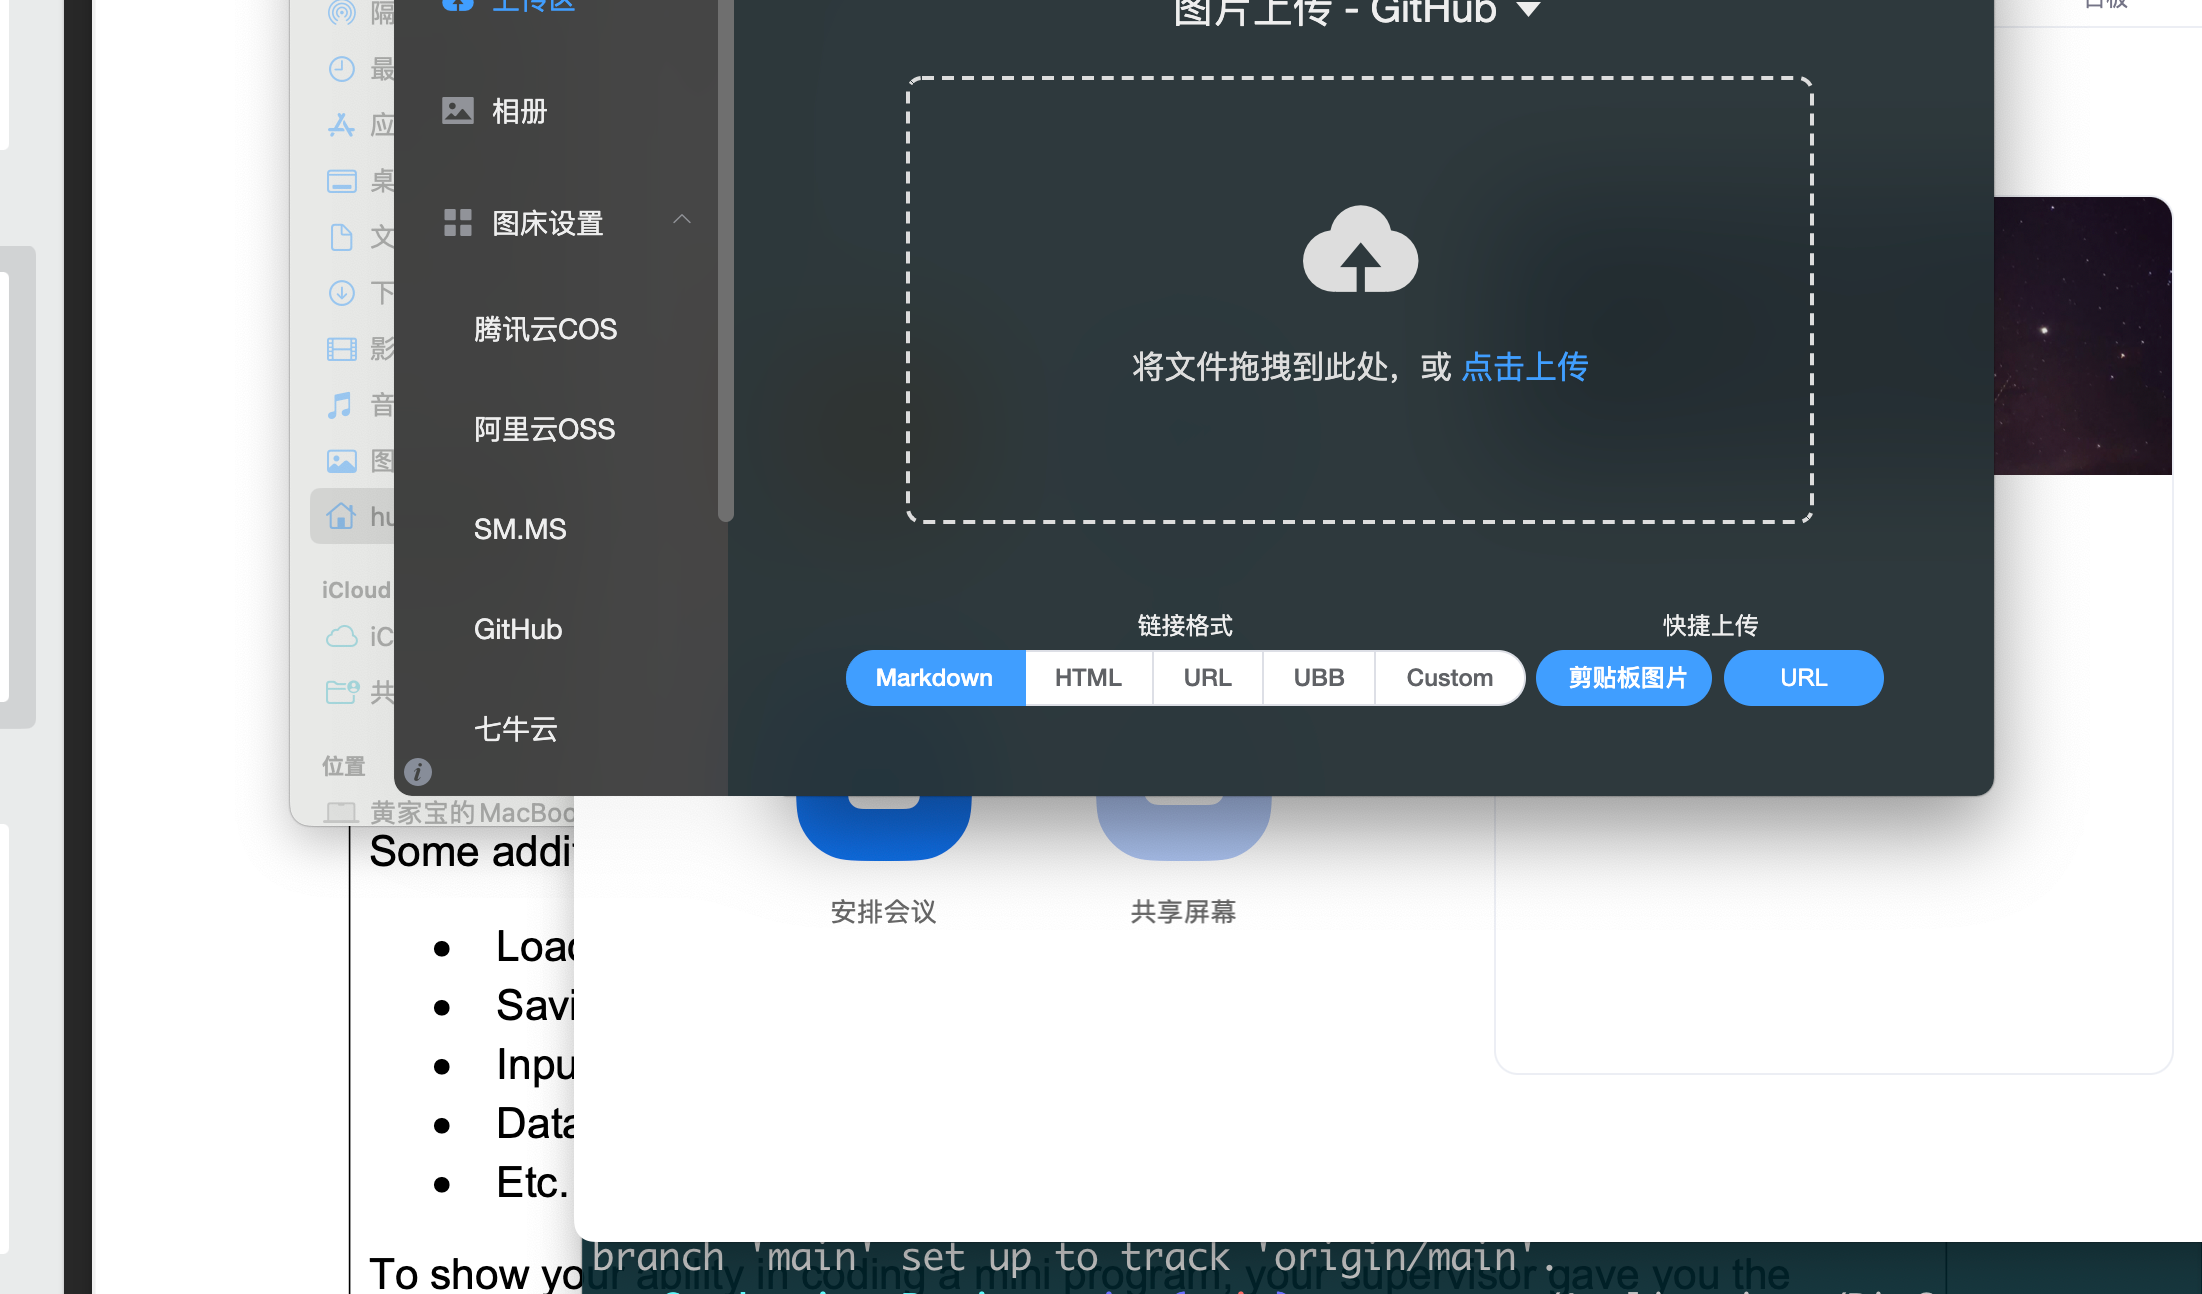 上传区
相册
图床设置
腾讯云COS
阿里云OSS
SM.MS
GitHub
七牛云
图片上传 - GitHub
将文件拖拽到此处，或 点击上传
链接格式
Markdown
HTML
URL
UBB
Custom
快捷上传
剪贴板图片
URL
隔
最
应
桌
文
下
影
音
图
hu
iCloud
iC
共
位置
黄家宝的MacBoo
白板
安排会议
共享屏幕
Some addi
Load
Savi
Inpu
Data
Etc.
To show your ability in coding a mini program, your supervisor gave you the
branch 'main' set up to track 'origin/main'.